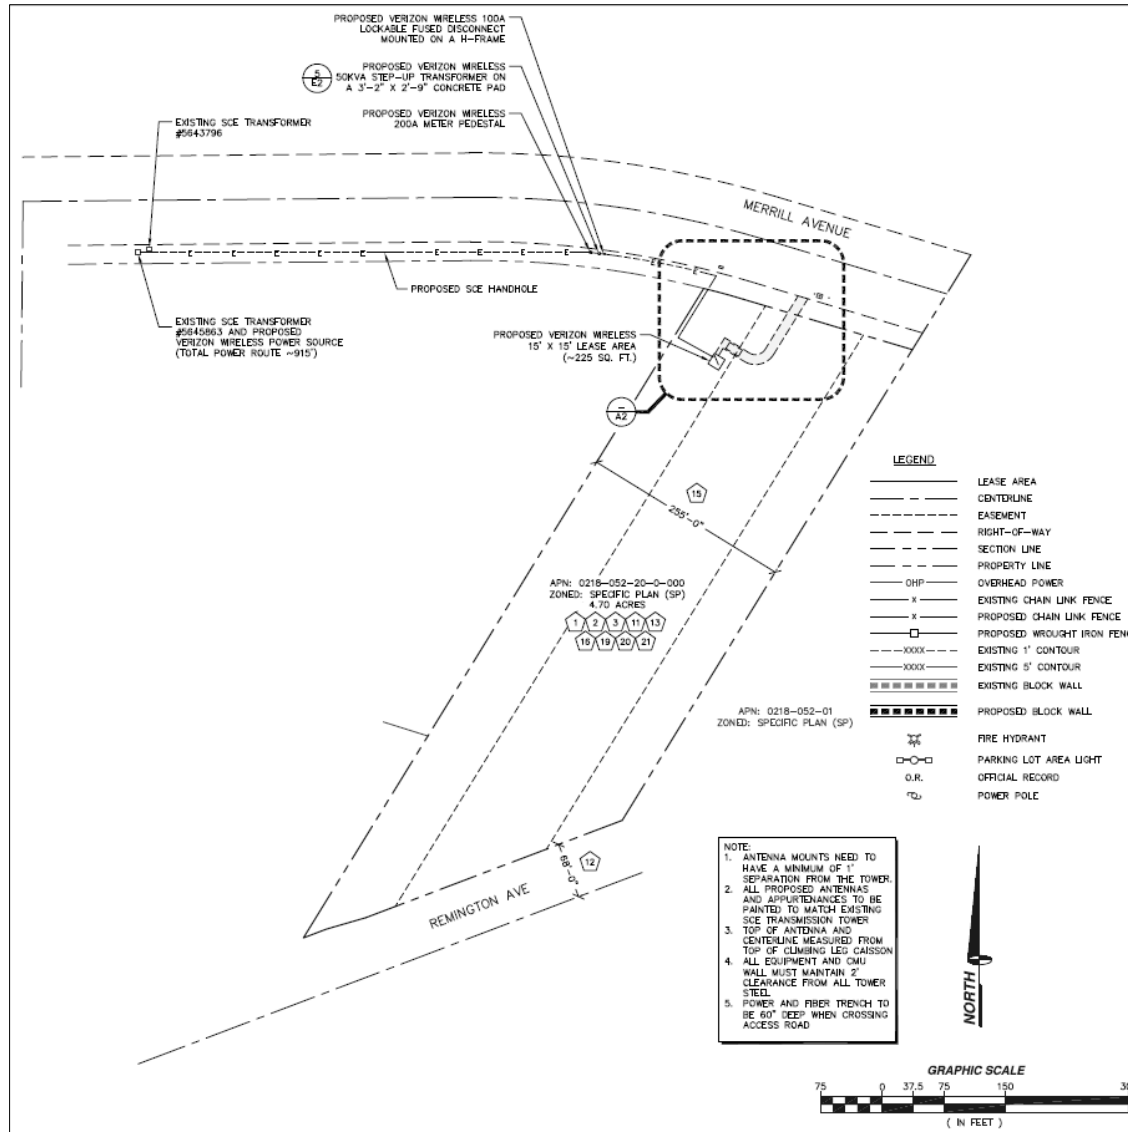 PROPOSED VERIZON WIRELESS 100A
LOCKABLE FUSED DISCONNECT
MOUNTED ON A H-FRAME
5
E2
PROPOSED VERIZON WIRELESS
50KVA STEP-UP TRANSFORMER ON
A 3'-2" X 2'-9" CONCRETE PAD
PROPOSED VERIZON WIRELESS
200A METER PEDESTAL
EXISTING SCE TRANSFORMER
#5643796
MERRILL AVENUE
E E E E E E E E E E E
PROPOSED SCE HANDHOLE
EXISTING SCE TRANSFORMER
#5645863 AND PROPOSED
VERIZON WIRELESS POWER SOURCE
(TOTAL POWER ROUTE ~915')
PROPOSED VERIZON WIRELESS
15' X 15' LEASE AREA
(~225 SQ. FT.)
–
A2
15
255'-0"
APN: 0218-052-20-0-000
ZONED: SPECIFIC PLAN (SP)
4.70 ACRES
1 2 3 11 13
16 19 20 21
APN: 0218-052-01
ZONED: SPECIFIC PLAN (SP)
12
68'-0"
REMINGTON AVE
LEGEND
LEASE AREA
CENTERLINE
EASEMENT
RIGHT-OF-WAY
SECTION LINE
PROPERTY LINE
OHP OVERHEAD POWER
x EXISTING CHAIN LINK FENCE
x PROPOSED CHAIN LINK FENCE
PROPOSED WROUGHT IRON FENC
XXXX EXISTING 1' CONTOUR
XXXX EXISTING 5' CONTOUR
EXISTING BLOCK WALL
PROPOSED BLOCK WALL
FIRE HYDRANT
PARKING LOT AREA LIGHT
O.R. OFFICIAL RECORD
POWER POLE
NOTE:
1. ANTENNA MOUNTS NEED TO
HAVE A MINIMUM OF 1'
SEPARATION FROM THE TOWER.
2. ALL PROPOSED ANTENNAS
AND APPURTENANCES TO BE
PAINTED TO MATCH EXISTING
SCE TRANSMISSION TOWER
3. TOP OF ANTENNA AND
CENTERLINE MEASURED FROM
TOP OF CLIMBING LEG CAISSON
4. ALL EQUIPMENT AND CMU
WALL MUST MAINTAIN 2'
CLEARANCE FROM ALL TOWER
STEEL
5. POWER AND FIBER TRENCH TO
BE 60" DEEP WHEN CROSSING
ACCESS ROAD
NORTH
GRAPHIC SCALE
75 0 37.5 75 150 30
( IN FEET )